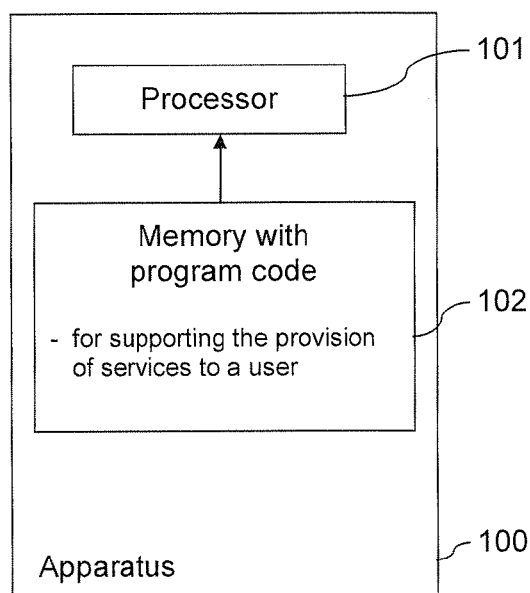 101
Processor
Memory with
program code
- for supporting the provision
of services to a user
102
100
Apparatus